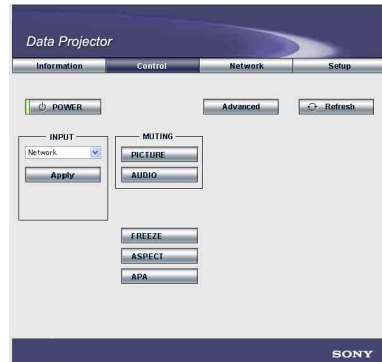 Data Projector
Information Control Network Setup
POWER Advanced Refresh
INPUT MUTING
Network PICTURE
Apply AUDIO
FREEZE
ASPECT
APA
SONY